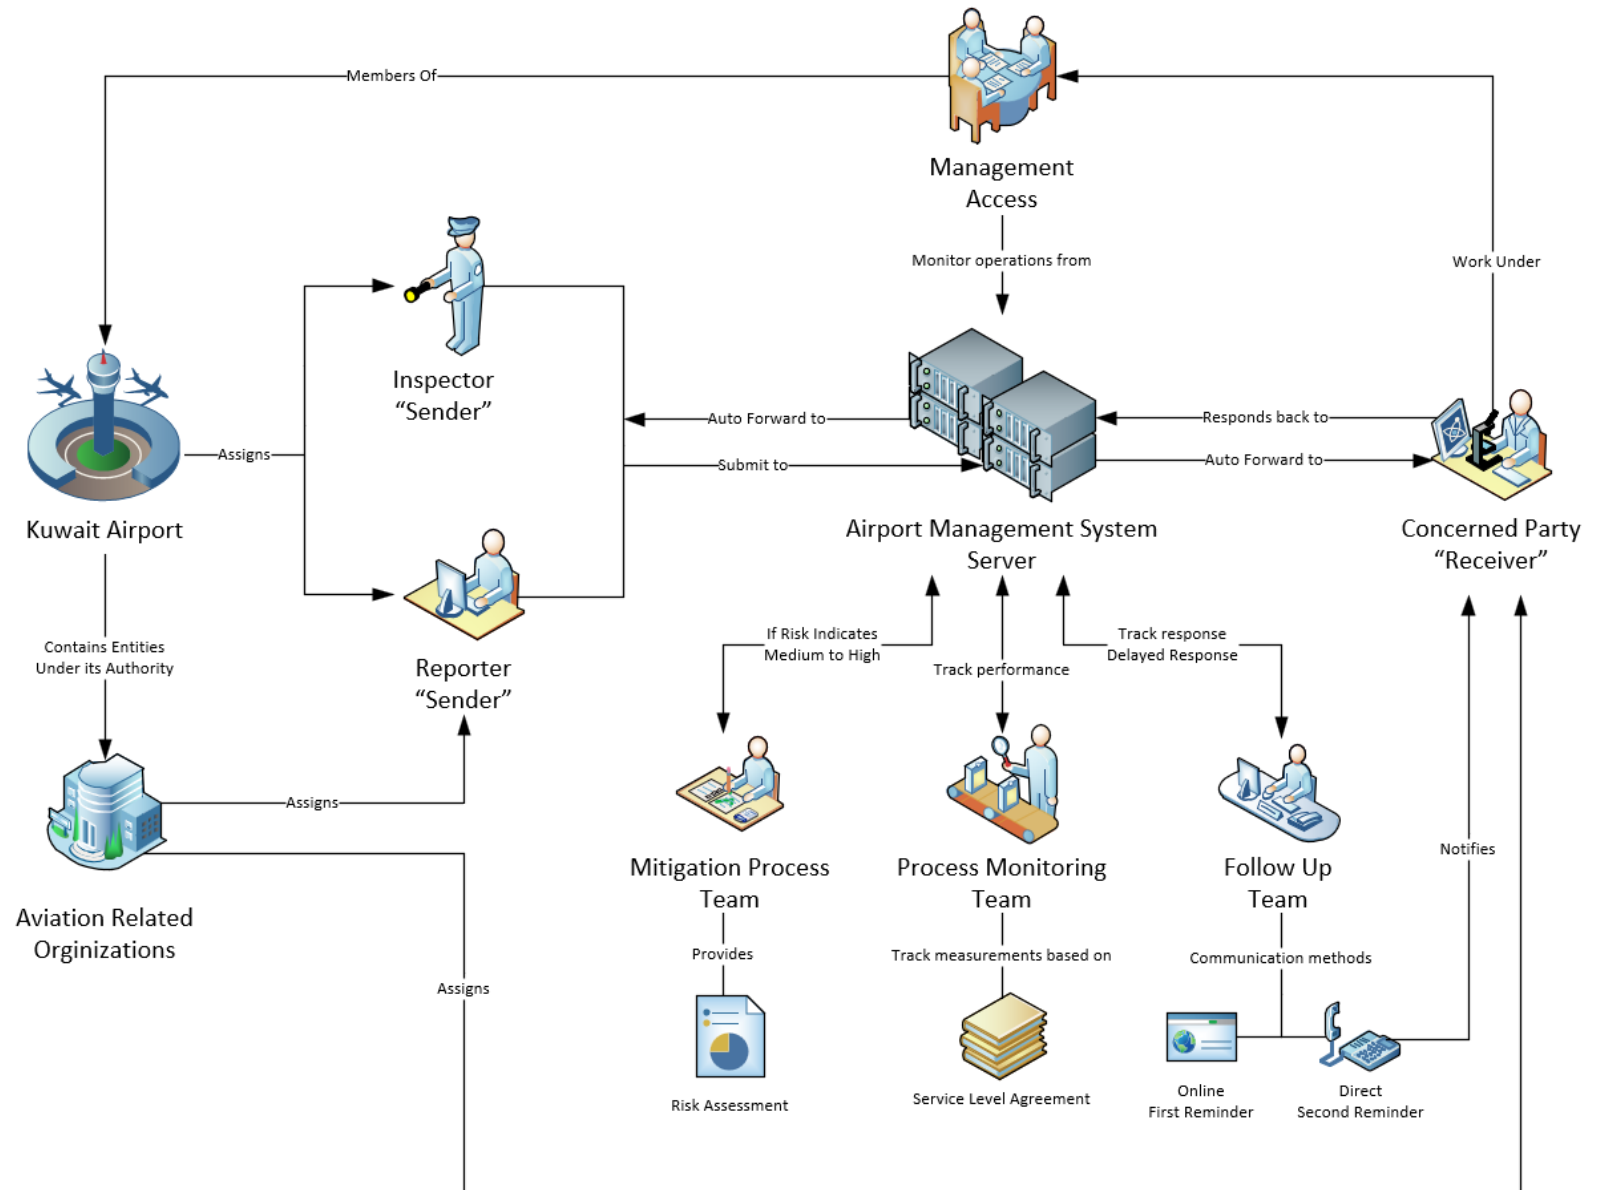 Members Of
Management
Access
Monitor operations from
Work Under
Inspector
“Sender”
Auto Forward to
Responds back to
Assigns
Submit to
Auto Forward to
Kuwait Airport
Airport Management System
Server
Concerned Party
“Receiver”
Contains Entities
Under its Authority
Reporter
“Sender”
If Risk Indicates
Medium to High
Track performance
Track response
Delayed Response
Assigns
Notifies
Mitigation Process
Team
Process Monitoring
Team
Follow Up
Team
Aviation Related
Orginizations
Assigns
Provides
Track measurements based on
Communication methods
Risk Assessment
Service Level Agreement
Online
First Reminder
Direct
Second Reminder